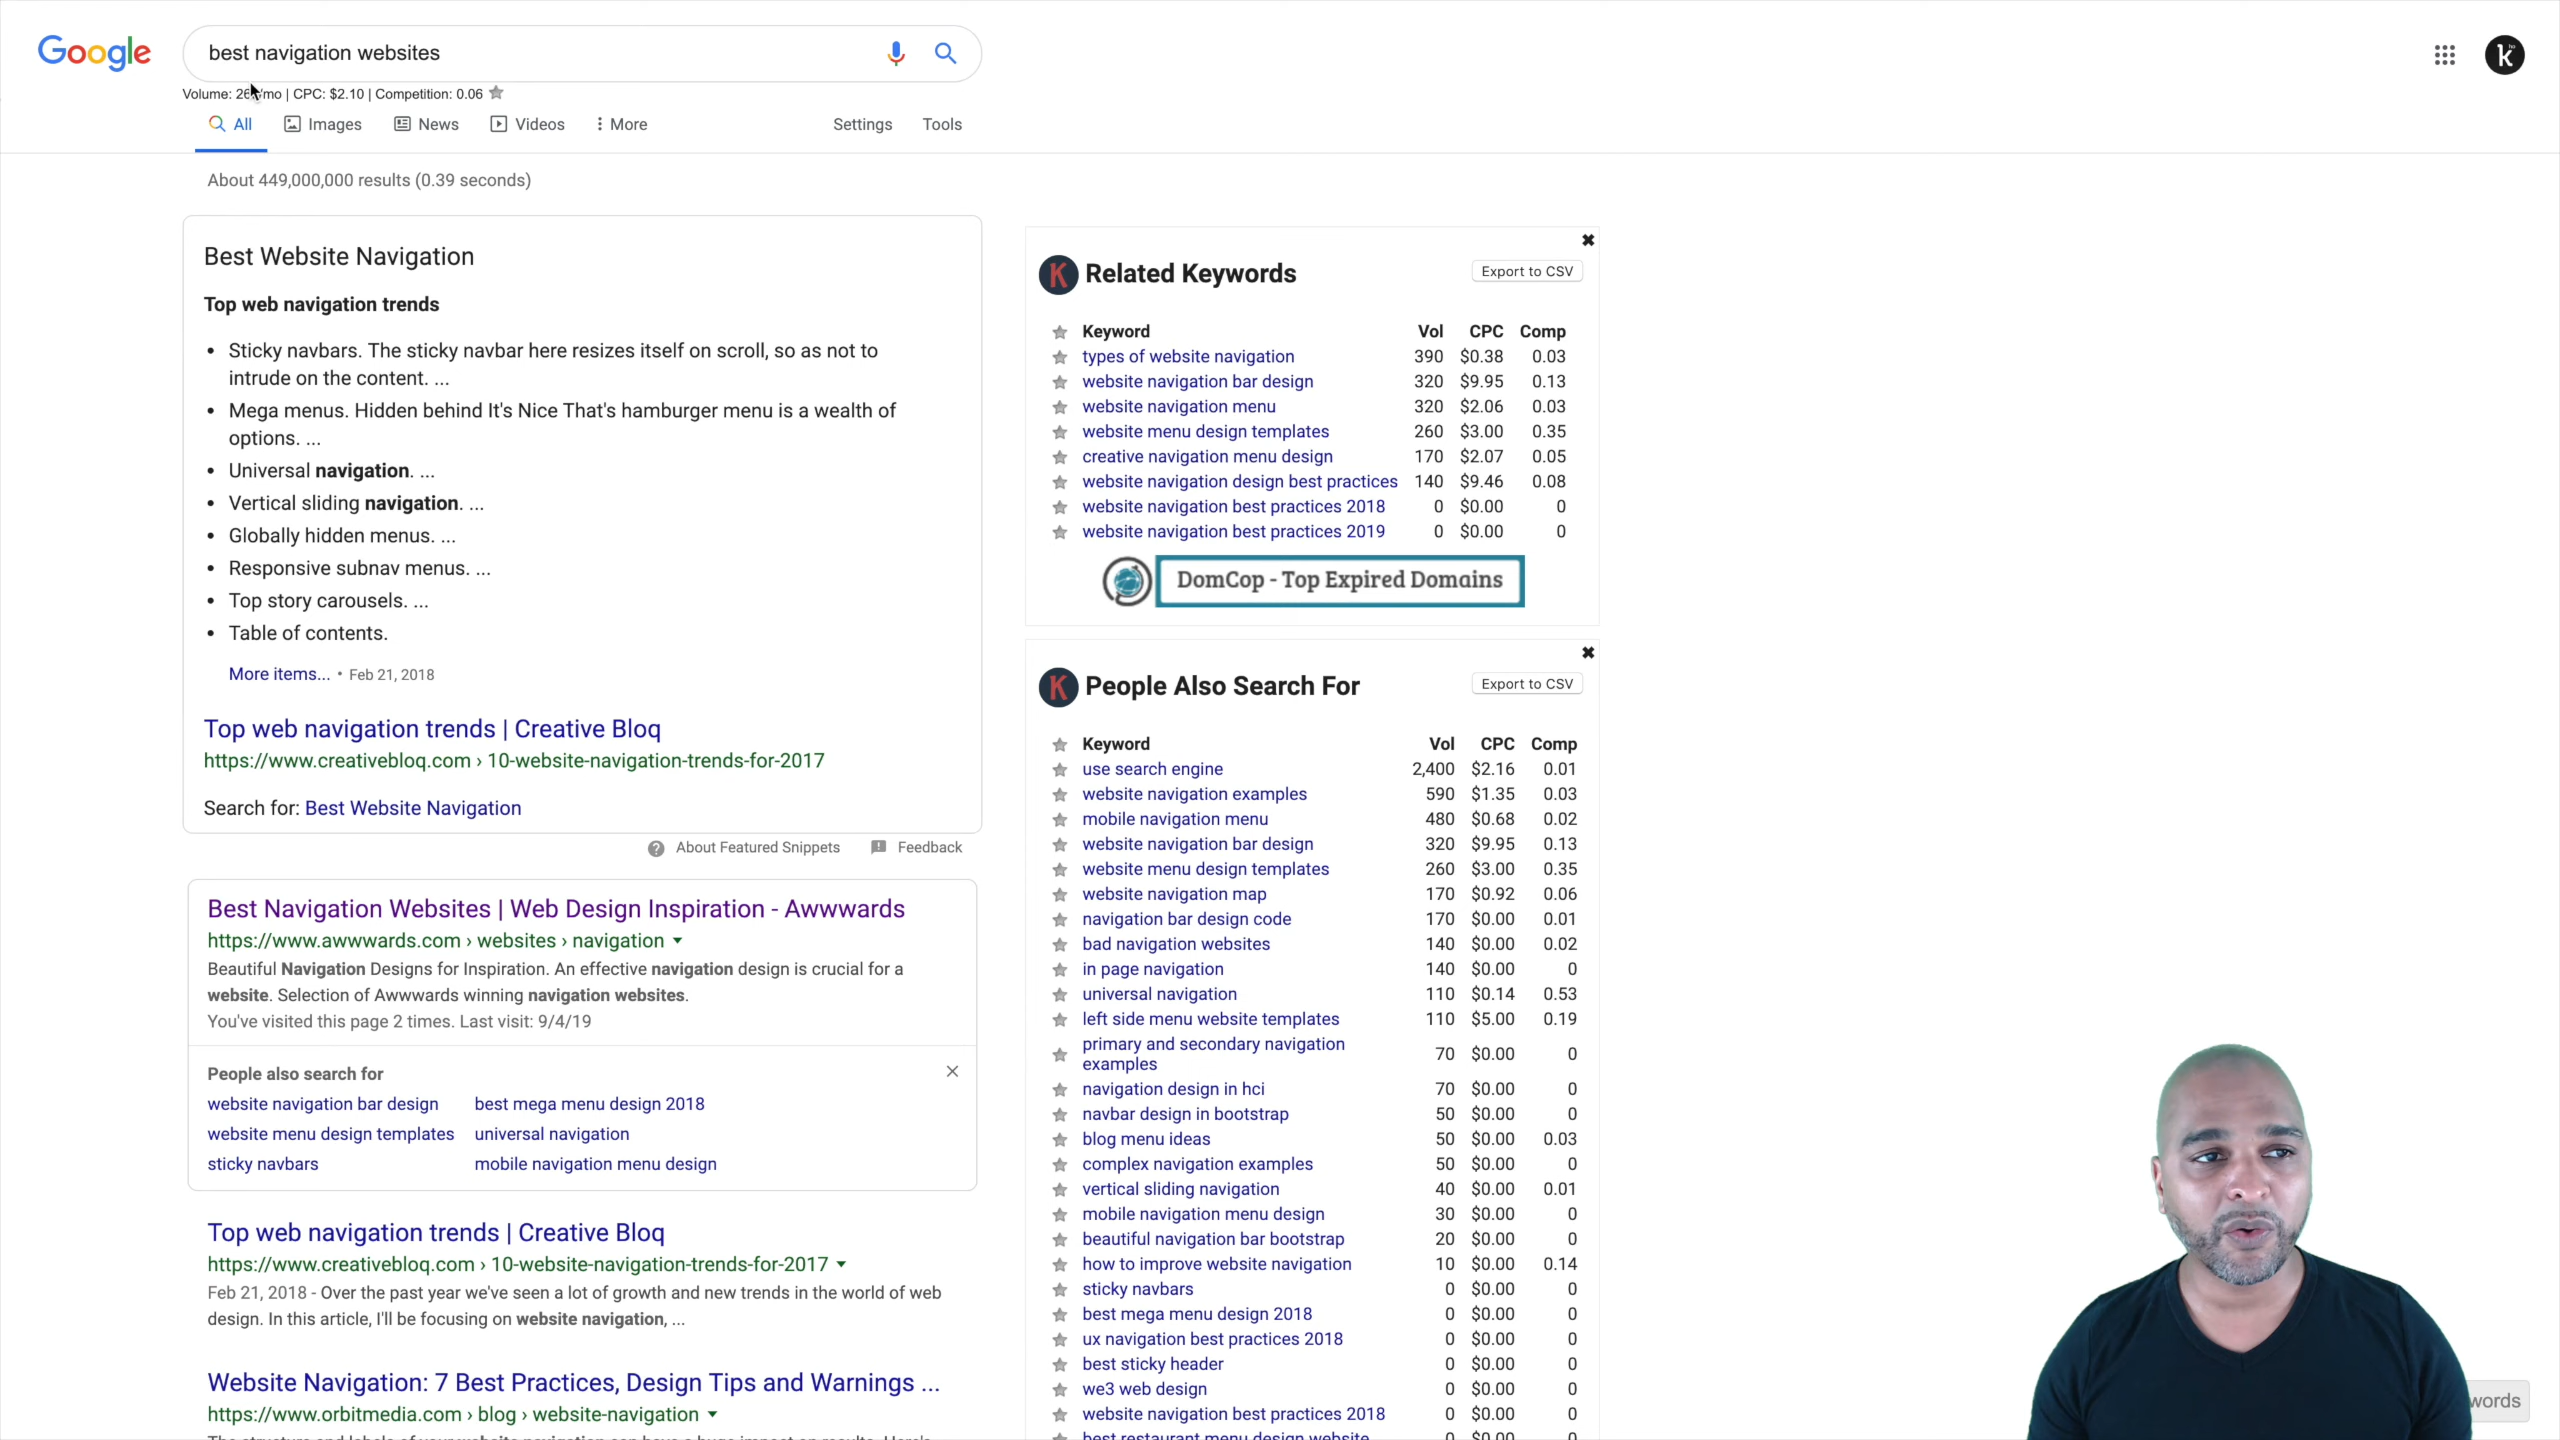 Google
best navigation websites
Volume: 26 /mo | CPC: $2.10 | Competition: 0.06
All Images News Videos More Settings Tools
About 449,000,000 results (0.39 seconds)
Best Website Navigation
Top web navigation trends
• Sticky navbars. The sticky navbar here resizes itself on scroll, so as not to
intrude on the content. ...
• Mega menus. Hidden behind It's Nice That's hamburger menu is a wealth of
options. ...
• Universal navigation. ...
• Vertical sliding navigation. ...
• Globally hidden menus. ...
• Responsive subnav menus. ...
• Top story carousels. ...
• Table of contents.
More items... • Feb 21, 2018
Top web navigation trends | Creative Bloq
https://www.creativebloq.com › 10-website-navigation-trends-for-2017
Search for: Best Website Navigation
About Featured Snippets Feedback
Best Navigation Websites | Web Design Inspiration - Awwwards
https://www.awwwards.com › websites › navigation
Beautiful Navigation Designs for Inspiration. An effective navigation design is crucial for a
website. Selection of Awwwards winning navigation websites.
You've visited this page 2 times. Last visit: 9/4/19
People also search for
website navigation bar design best mega menu design 2018
website menu design templates universal navigation
sticky navbars mobile navigation menu design
Top web navigation trends | Creative Bloq
https://www.creativebloq.com › 10-website-navigation-trends-for-2017
Feb 21, 2018 - Over the past year we've seen a lot of growth and new trends in the world of web
design. In this article, I'll be focusing on website navigation, ...
Website Navigation: 7 Best Practices, Design Tips and Warnings ...
https://www.orbitmedia.com › blog › website-navigation
K Related Keywords Export to CSV
Keyword Vol CPC Comp
types of website navigation 390 $0.38 0.03
website navigation bar design 320 $9.95 0.13
website navigation menu 320 $2.06 0.03
website menu design templates 260 $3.00 0.35
creative navigation menu design 170 $2.07 0.05
website navigation design best practices 140 $9.46 0.08
website navigation best practices 2018 0 $0.00 0
website navigation best practices 2019 0 $0.00 0
DomCop - Top Expired Domains
K People Also Search For Export to CSV
Keyword Vol CPC Comp
use search engine 2,400 $2.16 0.01
website navigation examples 590 $1.35 0.03
mobile navigation menu 480 $0.68 0.02
website navigation bar design 320 $9.95 0.13
website menu design templates 260 $3.00 0.35
website navigation map 170 $0.92 0.06
navigation bar design code 170 $0.00 0.01
bad navigation websites 140 $0.00 0.02
in page navigation 140 $0.00 0
universal navigation 110 $0.14 0.53
left side menu website templates 110 $5.00 0.19
primary and secondary navigation
examples 70 $0.00 0
navigation design in hci 70 $0.00 0
navbar design in bootstrap 50 $0.00 0
blog menu ideas 50 $0.00 0.03
complex navigation examples 50 $0.00 0
vertical sliding navigation 40 $0.00 0.01
mobile navigation menu design 30 $0.00 0
beautiful navigation bar bootstrap 20 $0.00 0
how to improve website navigation 10 $0.00 0.14
sticky navbars 0 $0.00 0
best mega menu design 2018 0 $0.00 0
ux navigation best practices 2018 0 $0.00 0
best sticky header 0 $0.00 0
we3 web design 0 $0.00 0
website navigation best practices 2018 0 $0.00 0
best restaurant menu design website 0 $0.00 0
k
words